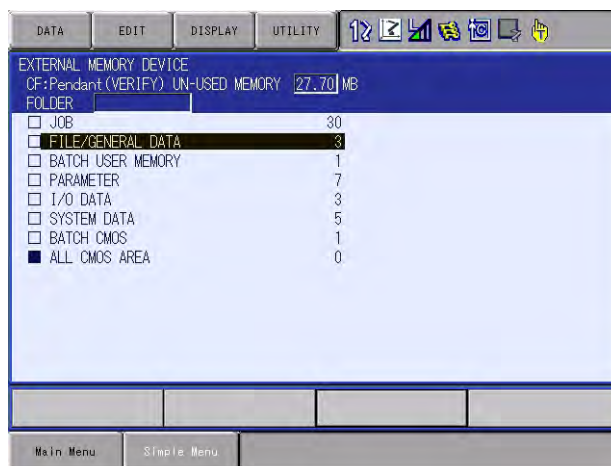 DATA EDIT DISPLAY UTILITY
EXTERNAL MEMORY DEVICE
CF:Pendant(VERIFY) UN-USED MEMORY 27.70 MB
FOLDER
JOB 30
FILE/GENERAL DATA 3
BATCH USER MEMORY 1
PARAMETER 7
I/O DATA 3
SYSTEM DATA 5
BATCH CMOS 1
ALL CMOS AREA 0
Main Menu Simple Menu